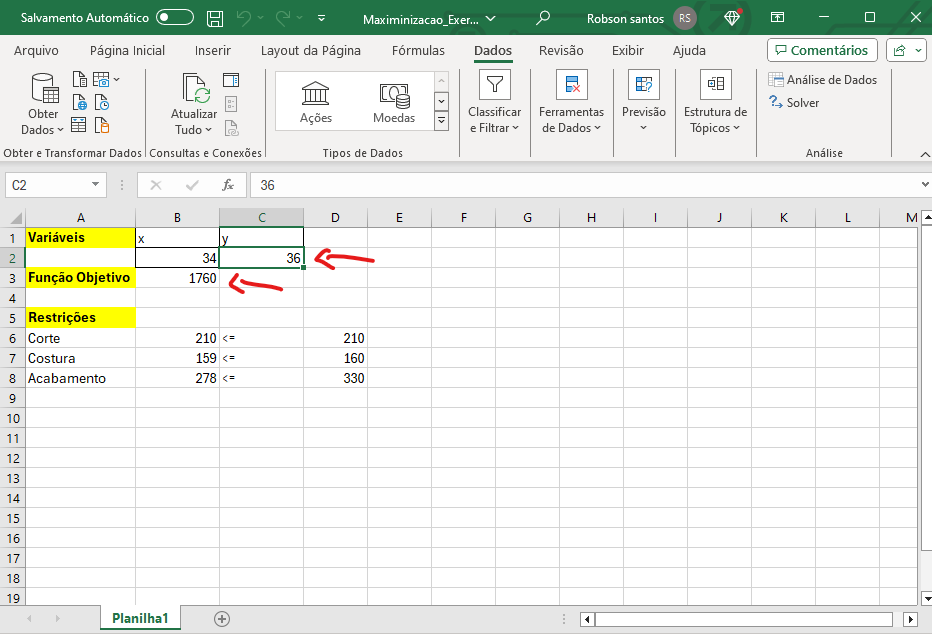 Salvamento Automático
Maximinizacao_Exer...
Robson santos
RS
Arquivo
Página Inicial
Inserir
Layout da Página
Fórmulas
Dados
Revisão
Exibir
Ajuda
Comentários
Obter
Dados
Atualizar
Tudo
Ações
Moedas
Classificar
e Filtrar
Ferramentas
de Dados
Previsão
Estrutura de
Tópicos
Análise de Dados
Solver
Obter e Transformar Dados
Consultas e Conexões
Tipos de Dados
Análise
C2
fx
36
A B C D E F G H I J K L M
1 Variáveis x y
2 34 36
3 Função Objetivo 1760
4
5 Restrições
6 Corte 210 <= 210
7 Costura 159 <= 160
8 Acabamento 278 <= 330
9
10
11
12
13
14
15
16
17
18
19
Planilha1